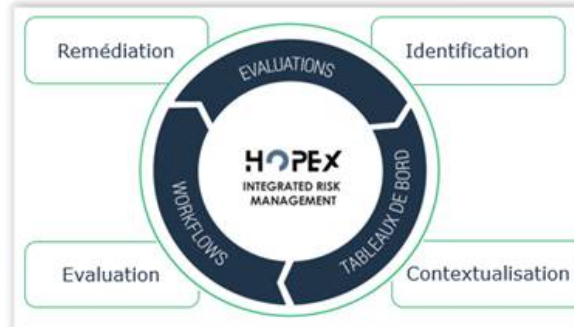 Remédiation
Identification
EVALUATIONS
HOPEX
INTEGRATED RISK
MANAGEMENT
WORKFLOWS
TABLEAUX DE BORD
Evaluation
Contextualisation